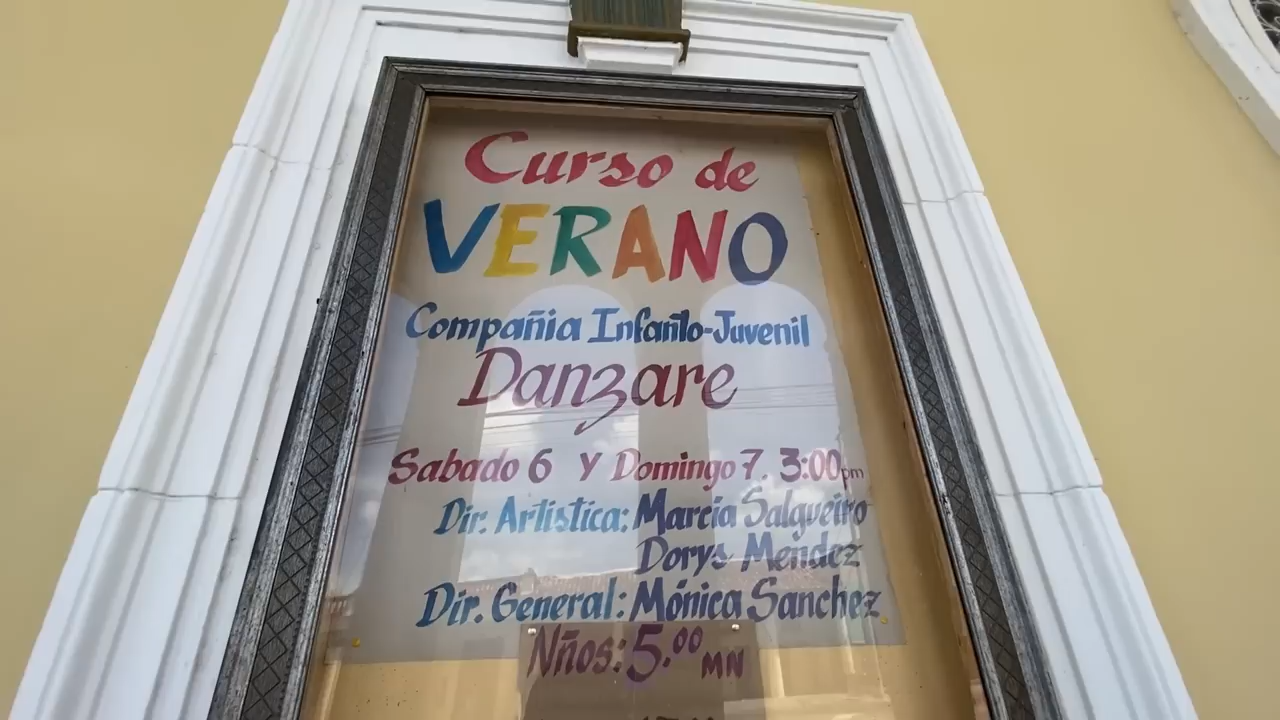 Curso de
VERANO
Compañia Infantilo-Juvenil
Danzare
Sabado 6 y Domingo 7. 3:00pm
Dir. Artistica: Marcia Salgueiro
Dorys Mendez
Dir. General: Mónica Sanchez
Nños: 5.00 MN